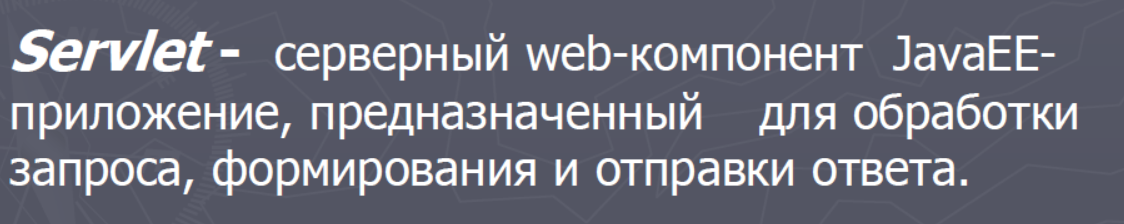 Servlet - серверный web-компонент JavaEE-
приложение, предназначенный для обработки
запроса, формирования и отправки ответа.